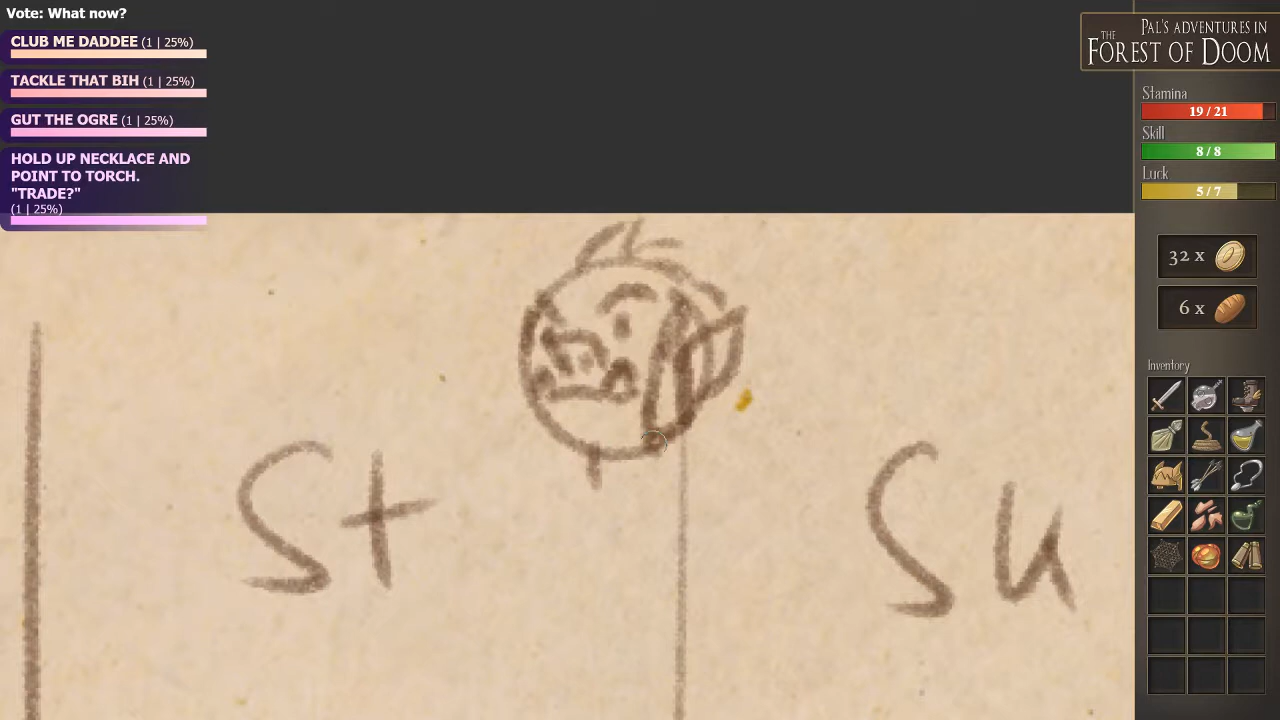 Vote: What now?
CLUB ME DADDEE (1 | 25%)
TACKLE THAT BIH (1 | 25%)
GUT THE OGRE (1 | 25%)
HOLD UP NECKLACE AND
POINT TO TORCH.
"TRADE?"
(1 | 25%)
PAL'S ADVENTURES IN
THE FOREST OF DOOM
Stamina
19 / 21
Skill
8 / 8
Luck
5 / 7
32 x
6 x
Inventory
St
Su